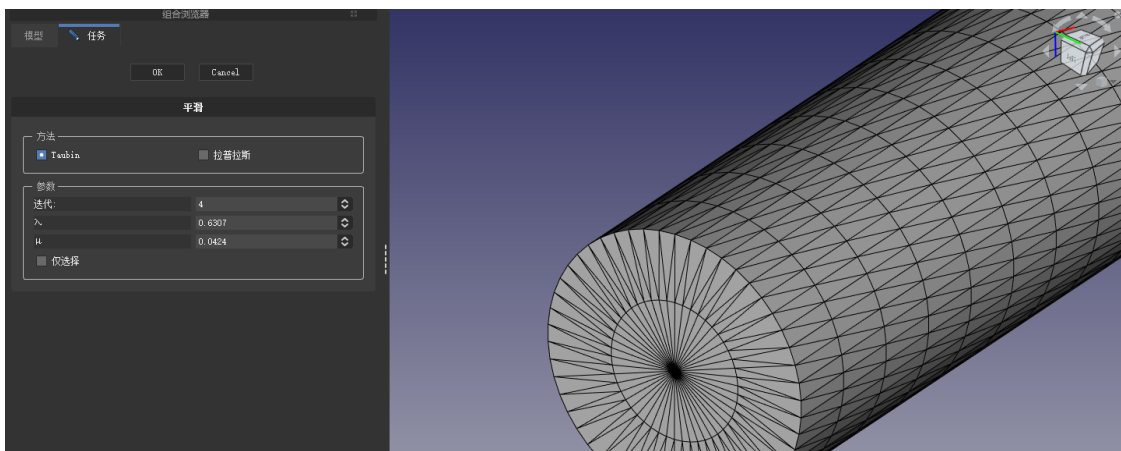 组合浏览器
模型 任务
OK Cancel
平滑
方法
Taubin 拉普拉斯
参数
迭代: 4
λ 0.6307
μ 0.0424
仅选择